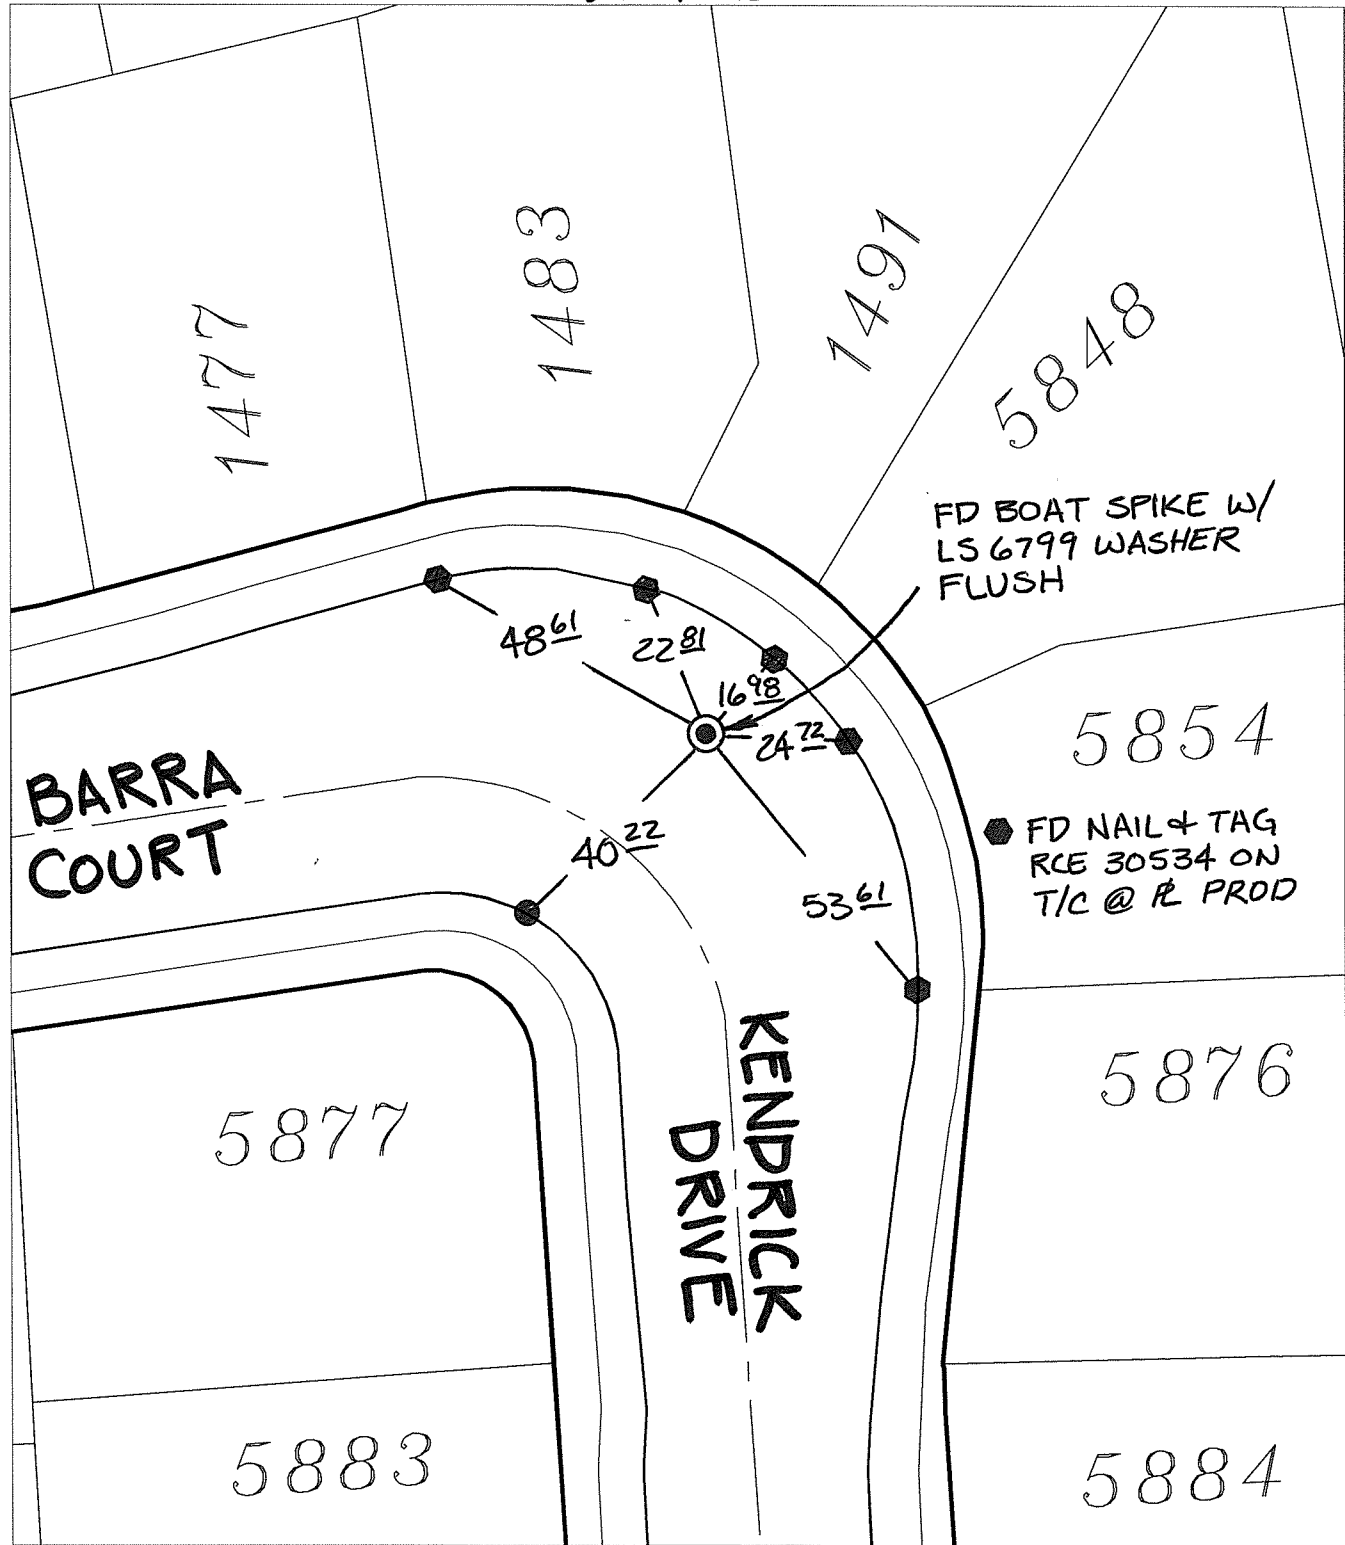 1477
1483
1491
5848
FD BOAT SPIKE W/
LS 6799 WASHER
FLUSH
48 61
22 81
16 98
24 72
40 22
53 61
BARRA
COURT
5854
FD NAIL & TAG
RCE 30534 ON
T/C @ PL PROD
KENDRICK
DRIVE
5877
5876
5883
5884